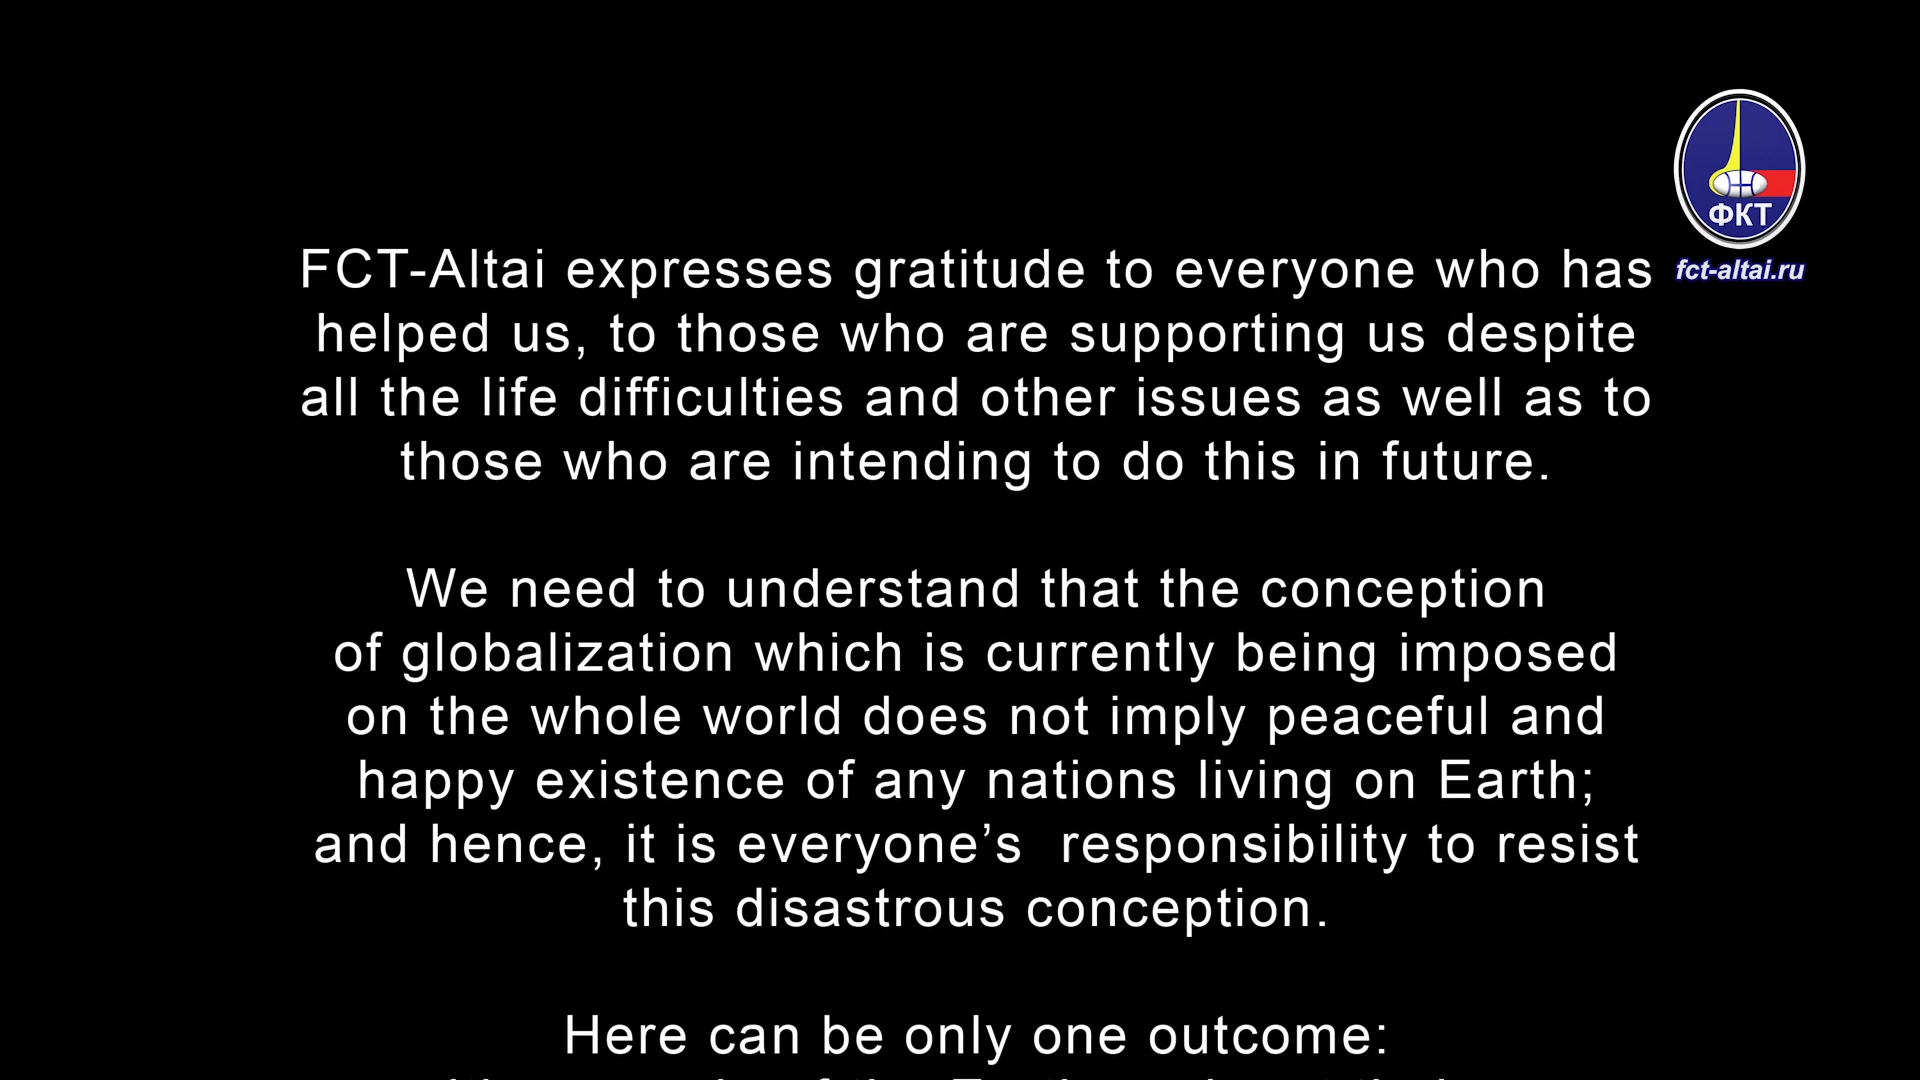 ФКТ
fct-altai.ru
FCT-Altai expresses gratitude to everyone who has
helped us, to those who are supporting us despite
all the life difficulties and other issues as well as to
those who are intending to do this in future.
We need to understand that the conception
of globalization which is currently being imposed
on the whole world does not imply peaceful and
happy existence of any nations living on Earth;
and hence, it is everyone’s  responsibility to resist
this disastrous conception.
Here can be only one outcome: